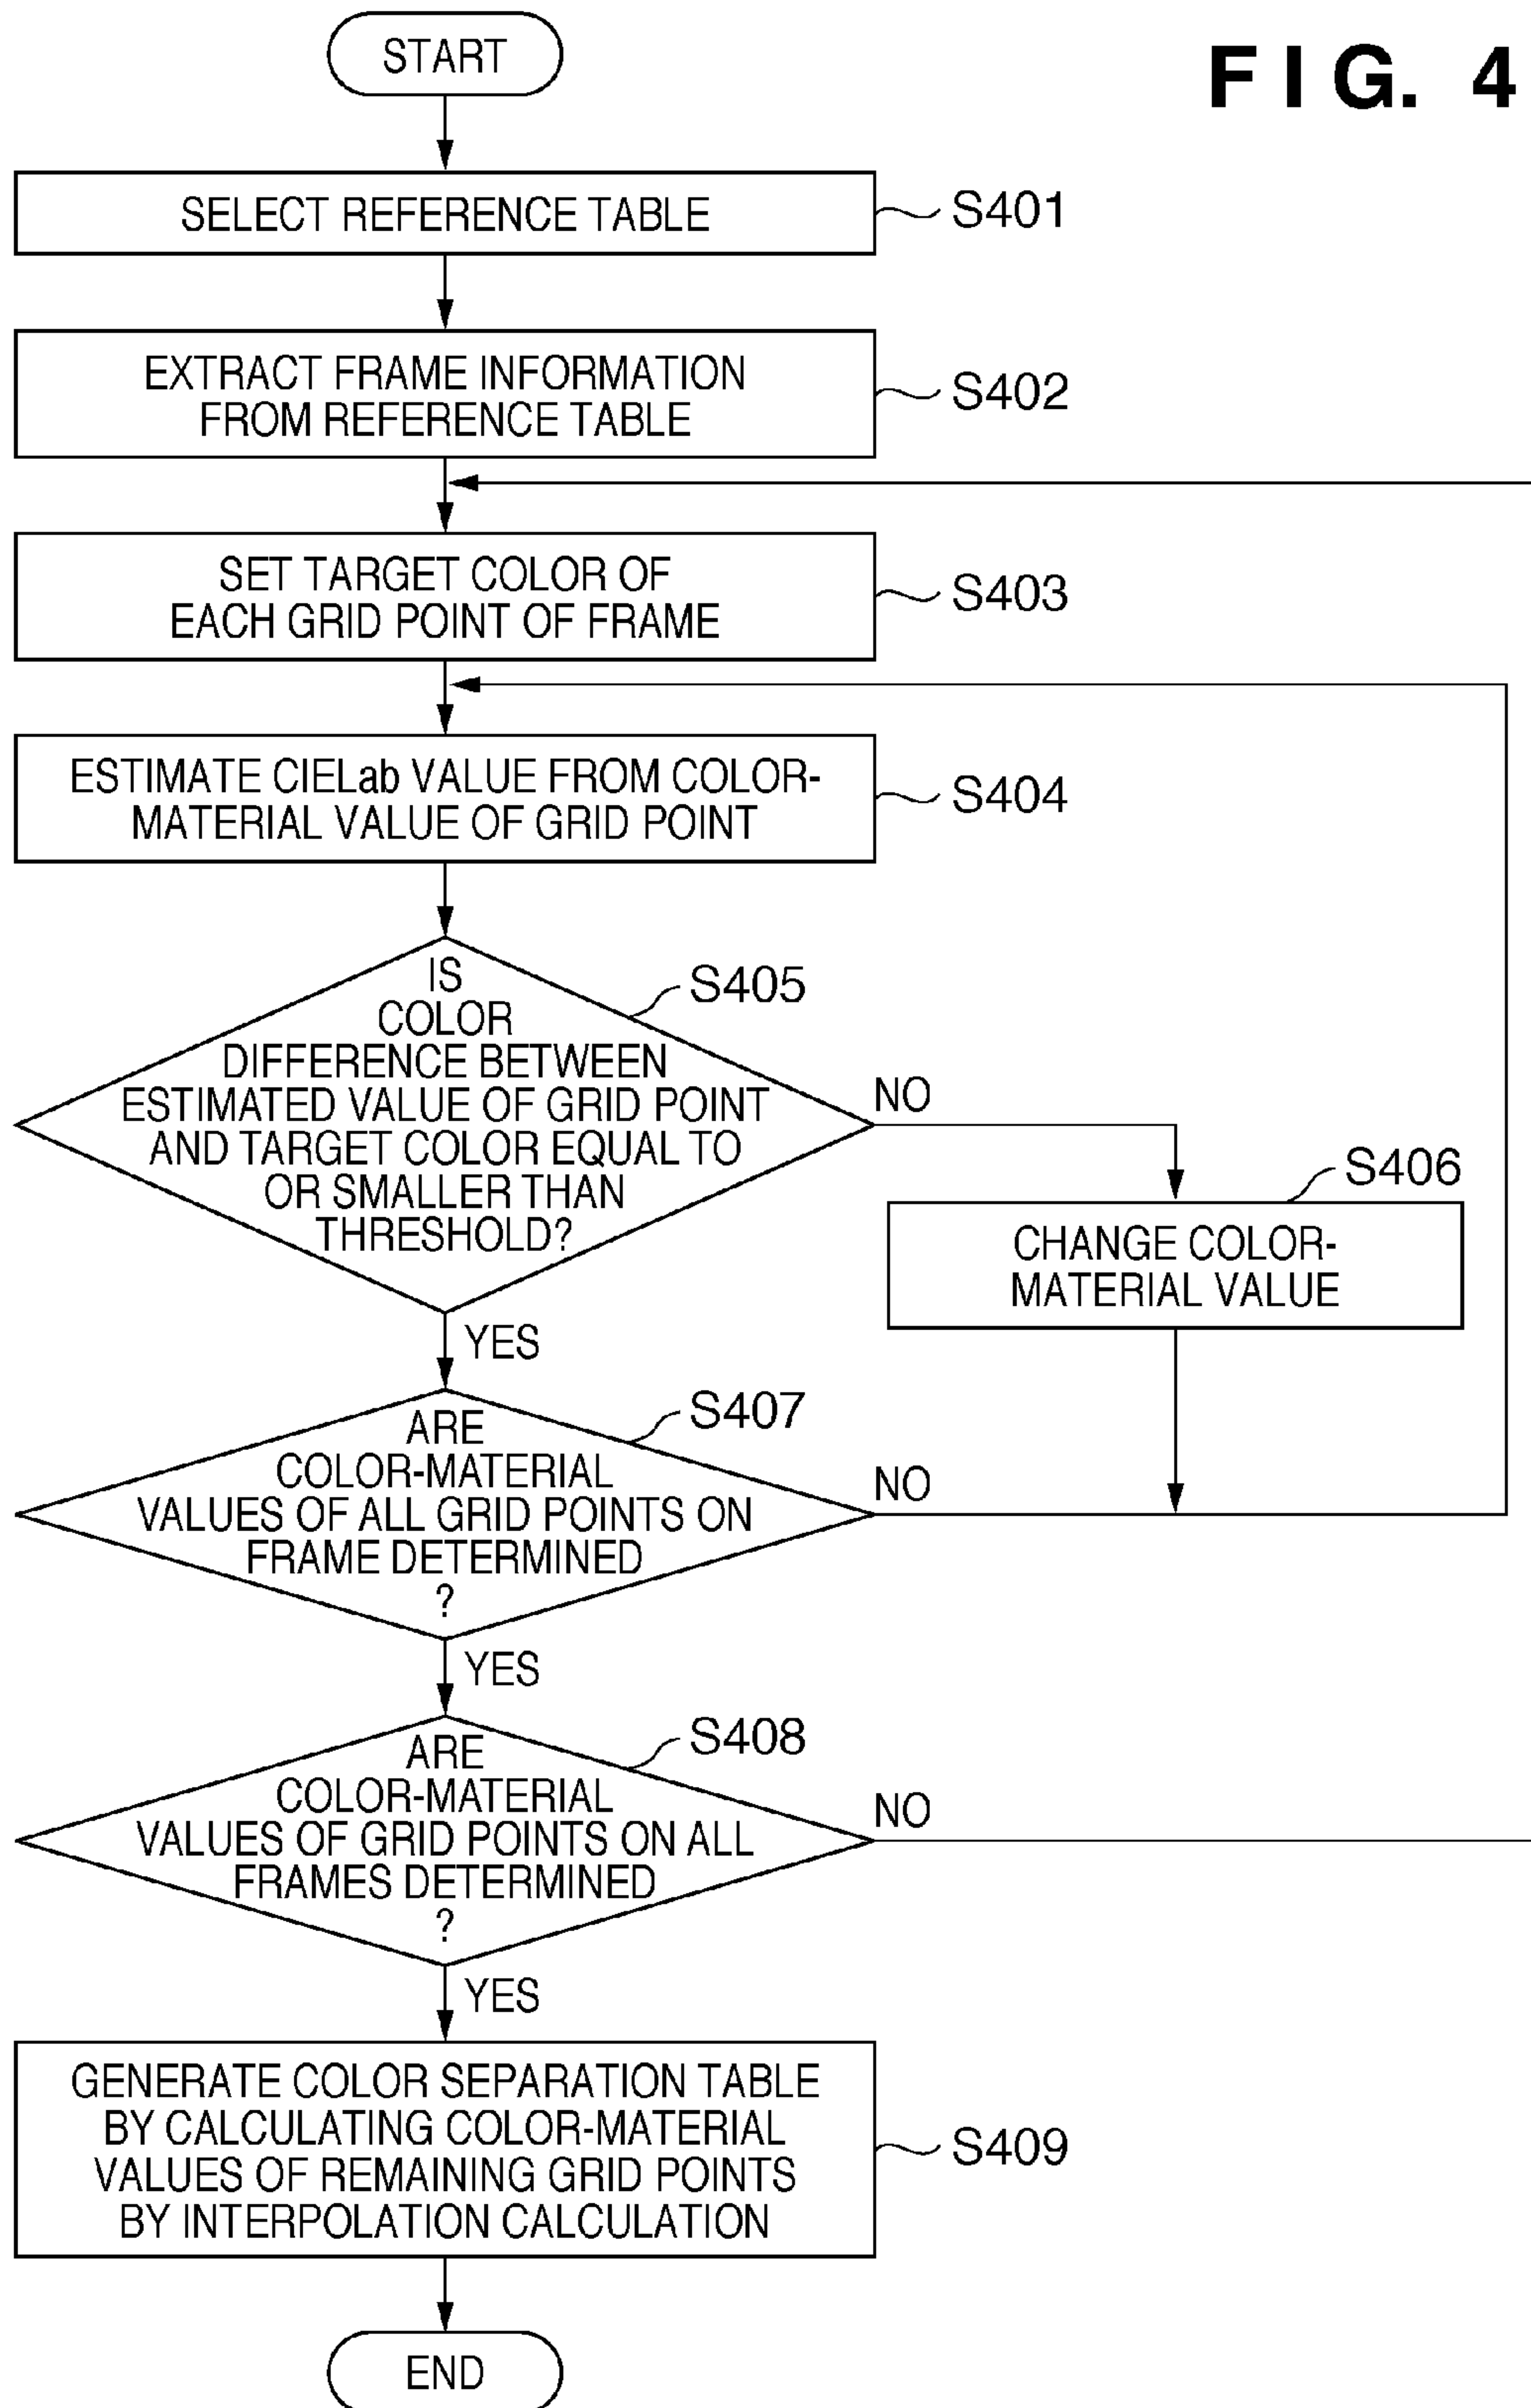 START
FIG. 4
SELECT REFERENCE TABLE
S401
EXTRACT FRAME INFORMATION
FROM REFERENCE TABLE
S402
SET TARGET COLOR OF
EACH GRID POINT OF FRAME
S403
ESTIMATE CIELab VALUE FROM COLOR-
MATERIAL VALUE OF GRID POINT
S404
IS
COLOR
DIFFERENCE BETWEEN
ESTIMATED VALUE OF GRID POINT
AND TARGET COLOR EQUAL TO
OR SMALLER THAN
THRESHOLD?
S405
NO
YES
S406
CHANGE COLOR-
MATERIAL VALUE
ARE
COLOR-MATERIAL
VALUES OF ALL GRID POINTS ON
FRAME DETERMINED
?
S407
NO
YES
ARE
COLOR-MATERIAL
VALUES OF GRID POINTS ON ALL
FRAMES DETERMINED
?
S408
NO
YES
GENERATE COLOR SEPARATION TABLE
BY CALCULATING COLOR-MATERIAL
VALUES OF REMAINING GRID POINTS
BY INTERPOLATION CALCULATION
S409
END